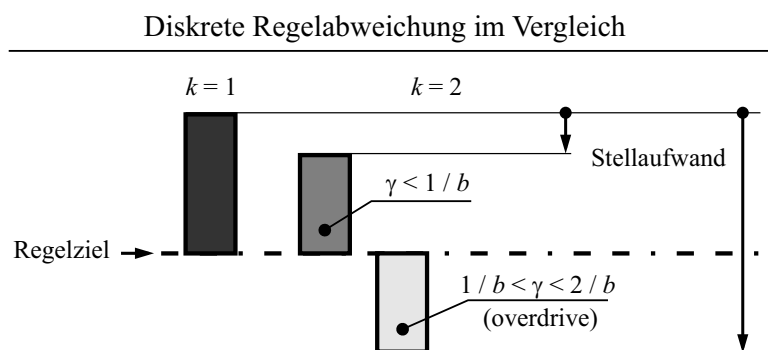 Diskrete Regelabweichung im Vergleich
k = 1
k = 2
Stellaufwand
γ < 1 / b
Regelziel
1 / b < γ < 2 / b
(overdrive)